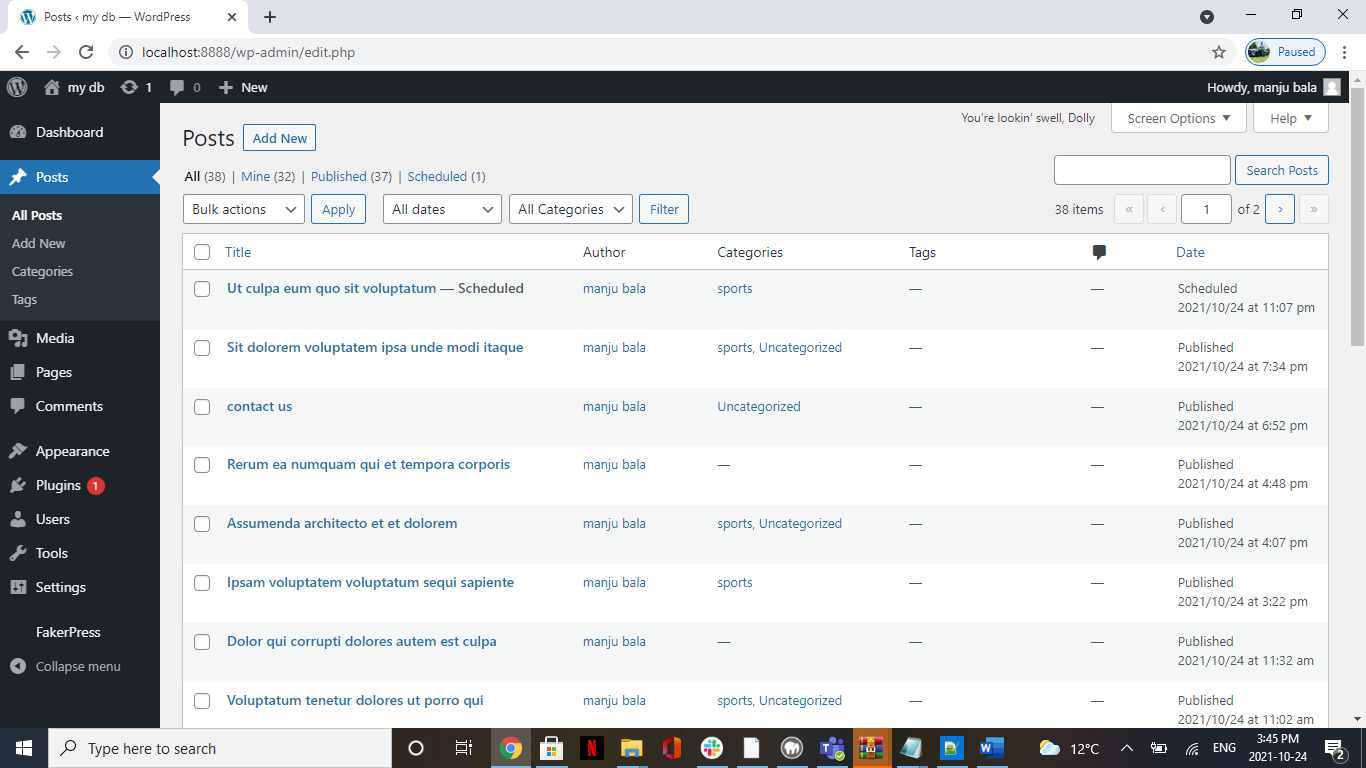 Posts ‹ my db — WordPress
localhost:8888/wp-admin/edit.php
Paused
my db 1 0 New
Howdy, manju bala
Dashboard
Posts
All Posts
Add New
Categories
Tags
Media
Pages
Comments
Appearance
Plugins 1
Users
Tools
Settings
FakerPress
Collapse menu
You're lookin' swell, Dolly
Screen Options
Help
Posts Add New
All (38) | Mine (32) | Published (37) | Scheduled (1)
Search Posts
Bulk actions Apply All dates All Categories Filter
38 items « ‹ 1 of 2 › »
Title Author Categories Tags Date
Ut culpa eum quo sit voluptatum — Scheduled manju bala sports — — Scheduled
2021/10/24 at 11:07 pm
Sit dolorem voluptatem ipsa unde modi itaque manju bala sports, Uncategorized — — Published
2021/10/24 at 7:34 pm
contact us manju bala Uncategorized — — Published
2021/10/24 at 6:52 pm
Rerum ea numquam qui et tempora corporis manju bala — — — Published
2021/10/24 at 4:48 pm
Assumenda architecto et et dolorem manju bala sports, Uncategorized — — Published
2021/10/24 at 4:07 pm
Ipsam voluptatem voluptatum sequi sapiente manju bala sports — — Published
2021/10/24 at 3:22 pm
Dolor qui corrupti dolores autem est culpa manju bala — — — Published
2021/10/24 at 11:32 am
Voluptatum tenetur dolores ut porro qui manju bala sports, Uncategorized — — Published
2021/10/24 at 11:02 am
Type here to search
N
W
12°C
ENG
3:45 PM
2021-10-24
2